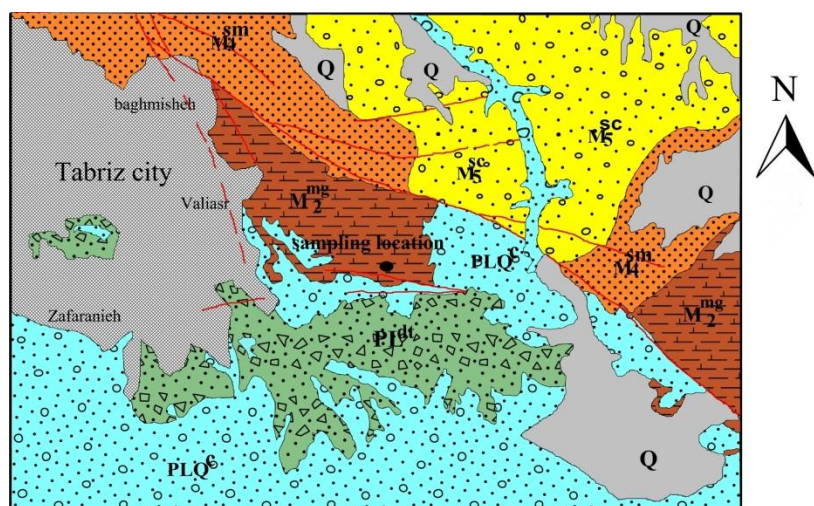 M4sm
Q
Q
Q
N
baghmisheh
M5sc
Tabriz city
M5sc
Q
M2mg
Valiasr
sampling location
PLQc
M4sm
M2mg
Zafaranieh
PLdt
PLQc
Q